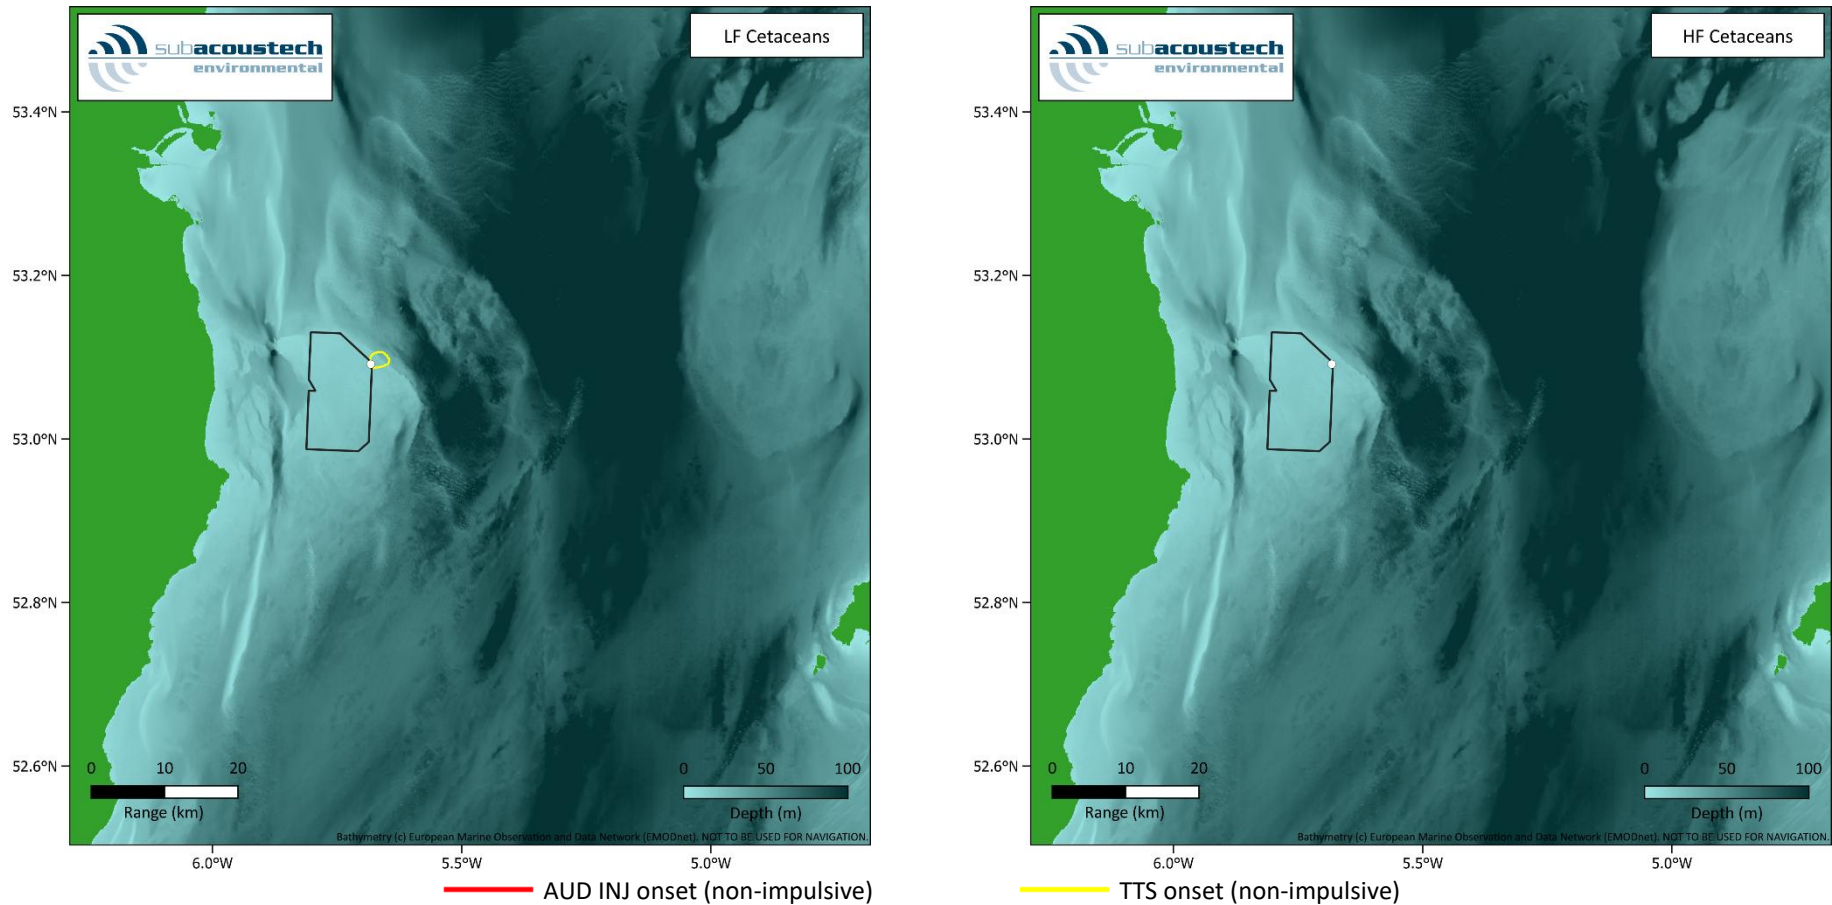 subacoustech
environmental
LF Cetaceans
53.4°N
53.2°N
53.0°N
52.8°N
52.6°N
0 10 20
Range (km)
0 50 100
Depth (m)
Bathymetry (c) European Marine Observation and Data Network (EMODnet). NOT TO BE USED FOR NAVIGATION.
6.0°W 5.5°W 5.0°W
subacoustech
environmental
HF Cetaceans
53.4°N
53.2°N
53.0°N
52.8°N
52.6°N
0 10 20
Range (km)
0 50 100
Depth (m)
Bathymetry (c) European Marine Observation and Data Network (EMODnet). NOT TO BE USED FOR NAVIGATION.
6.0°W 5.5°W 5.0°W
AUD INJ onset (non-impulsive)
TTS onset (non-impulsive)